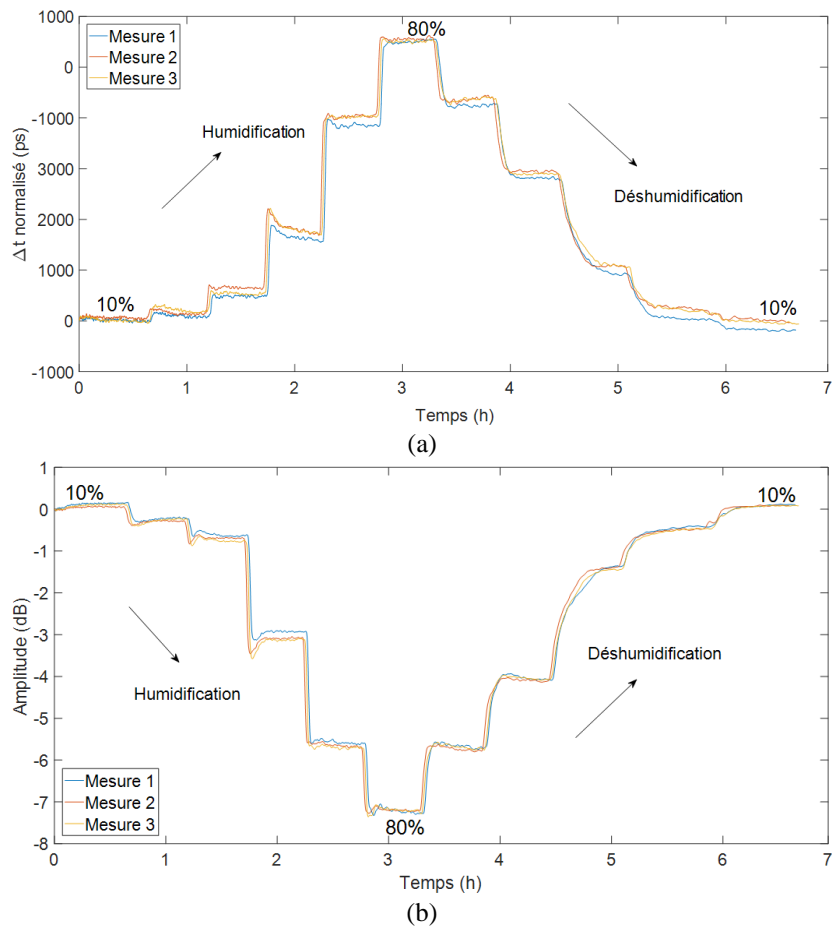 1000
Mesure 1
Mesure 2
Mesure 3
80%
0
-1000
Humidification
3000
Déshumidification
2000
1000
10%
10%
0
-1000
Δt normalisé (ps)
0 1 2 3 4 5 6 7
Temps (h)
(a)
1
10%
10%
0
-1
-2
-3
Déshumidification
-4
Humidification
-5
-6
Mesure 1
-7
Mesure 2
Mesure 3
80%
-8
Amplitude (dB)
0 1 2 3 4 5 6 7
Temps (h)
(b)